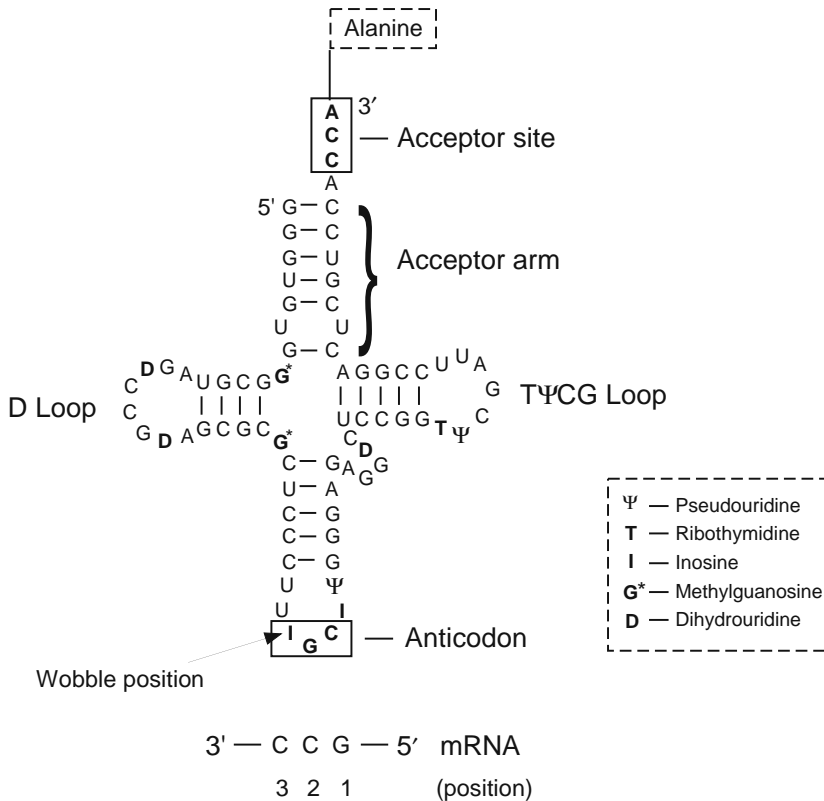 Alanine
A 3′
C
C — Acceptor site
A
5' G — C
G — C
G — U
U — G
G — C
U U
G — C
Acceptor arm
D Loop
C D G A U G C G G*
C G D A G C G C G*
A G G C C U U A G C Ψ T G G C C U
TΨCG Loop
C D G G A G
C — G
U — A
C — G
C — G
C — G
U Ψ
U I
I G C — Anticodon
Wobble position
Ψ — Pseudouridine
T — Ribothymidine
I — Inosine
G* — Methylguanosine
D — Dihydrouridine
3' — C C G — 5′ mRNA
3 2 1 (position)